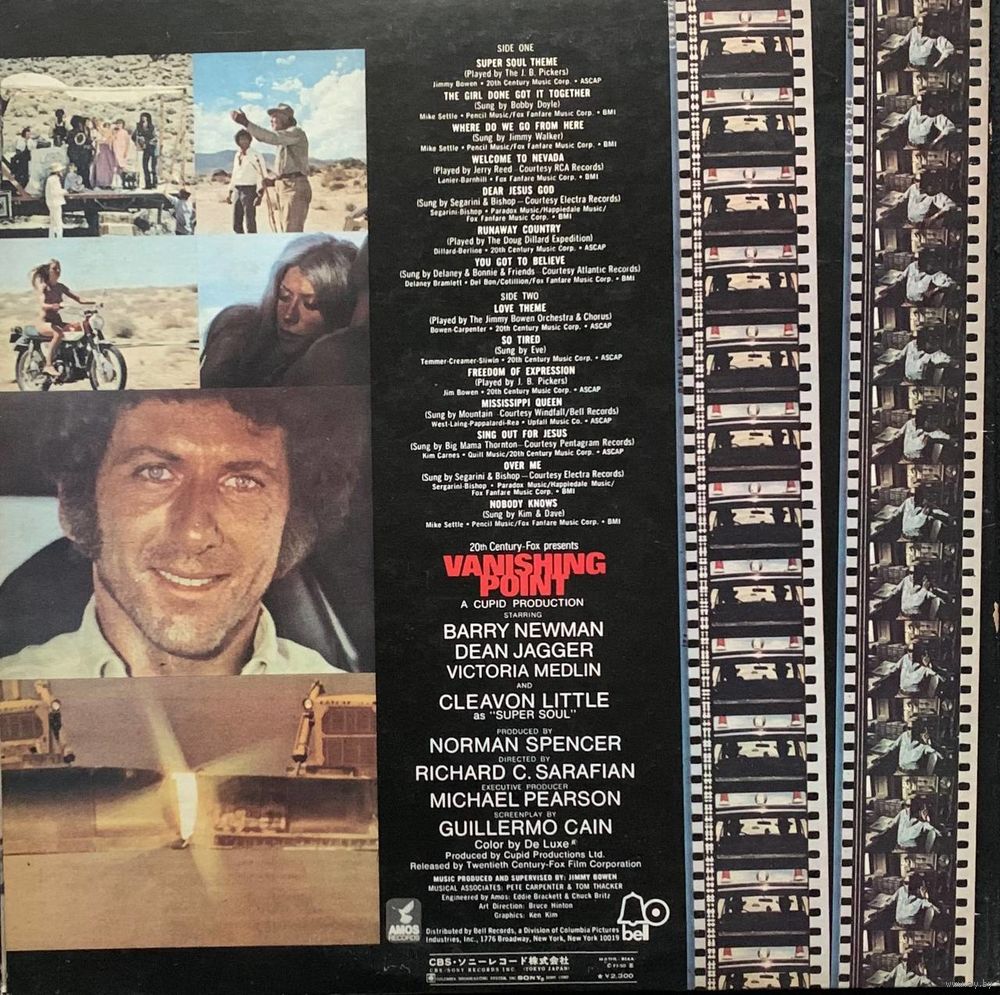 SIDE ONE
SUPER SOUL THEME
(Played by The J. B. Pickers)
Jimmy Bowen • 20th Century Music Corp. • ASCAP
THE GIRL DONE GOT IT TOGETHER
(Sung by Bobby Doyle)
Mike Settle • Pencil Music/Fox Fanfare Music Corp. • BMI
WHERE DO WE GO FROM HERE
(Sung by Jimmy Walker)
Mike Settle • Pencil Music/Fox Fanfare Music Corp. • BMI
WELCOME TO NEVADA
(Played by Jerry Reed - Courtesy RCA Records)
Lanier-Barnhill • Fox Fanfare Music Corp. • BMI
DEAR JESUS GOD
(Sung by Segarini & Bishop — Courtesy Electra Records)
Segarini-Bishop • Paradox Music/Happiedale Music/
Fox Fanfare Music Corp. • BMI
RUNAWAY COUNTRY
(Played by The Doug Dillard Expedition)
Dillard-Berline • 20th Century Music Corp. • ASCAP
YOU GOT TO BELIEVE
(Sung by Delaney & Bonnie & Friends - Courtesy Atlantic Records)
Delaney Bramlett • Del Bon/Cotillion/Fox Fanfare Music Corp. • BMI
SIDE TWO
LOVE THEME
(Played by The Jimmy Bowen Orchestra & Chorus)
Bowen-Carpenter • 20th Century Music Corp. • ASCAP
SO TIRED
(Sung by Eve)
Temmer-Creamer-Sliwin • 20th Century Music Corp. • ASCAP
FREEDOM OF EXPRESSION
(Played by J. B. Pickers)
Jim Bowen • 20th Century Music Corp. • ASCAP
MISSISSIPPI QUEEN
(Sung by Mountain - Courtesy Windfall/Bell Records)
West-Laing-Pappalardi-Rea • Upfall Music Co. • ASCAP
SING OUT FOR JESUS
(Sung by Big Mama Thornton — Courtesy Pentagram Records)
Kim Carnes • Quill Music/20th Century Music Corp. • ASCAP
OVER ME
(Sung by Segarini & Bishop — Courtesy Electra Records)
Sergarini-Bishop • Paradox Music/Happiedale Music/
Fox Fanfare Music Corp. • BMI
NOBODY KNOWS
(Sung by Kim & Dave)
Mike Settle • Pencil Music/Fox Fanfare Music Corp. • BMI
20th Century-Fox presents
VANISHING
POINT
A CUPID PRODUCTION
STARRING
BARRY NEWMAN
DEAN JAGGER
VICTORIA MEDLIN
AND
CLEAVON LITTLE
as "SUPER SOUL"
PRODUCED BY
NORMAN SPENCER
DIRECTED BY
RICHARD C. SARAFIAN
EXECUTIVE PRODUCER
MICHAEL PEARSON
SCREENPLAY BY
GUILLERMO CAIN
Color by De Luxe®
Produced by Cupid Productions Ltd.
Released by Twentieth Century-Fox Film Corporation
MUSIC PRODUCED AND SUPERVISED BY: JIMMY BOWEN
MUSICAL ASSOCIATES: PETE CARPENTER & TOM THACKER
Engineered by Amos: Eddie Brackett & Chuck Britz
Art Direction: Bruce Hinton
Graphics: Ken Kim
AMOS
RECORDS
Distributed by Bell Records, a Division of Columbia Pictures
Industries, Inc., 1776 Broadway, New York, New York 10019
bell
CBS・ソニーレコード株式会社
CBS/SONY RECORDS INC. (TOKYO JAPAN)
SONY
★¥2,300